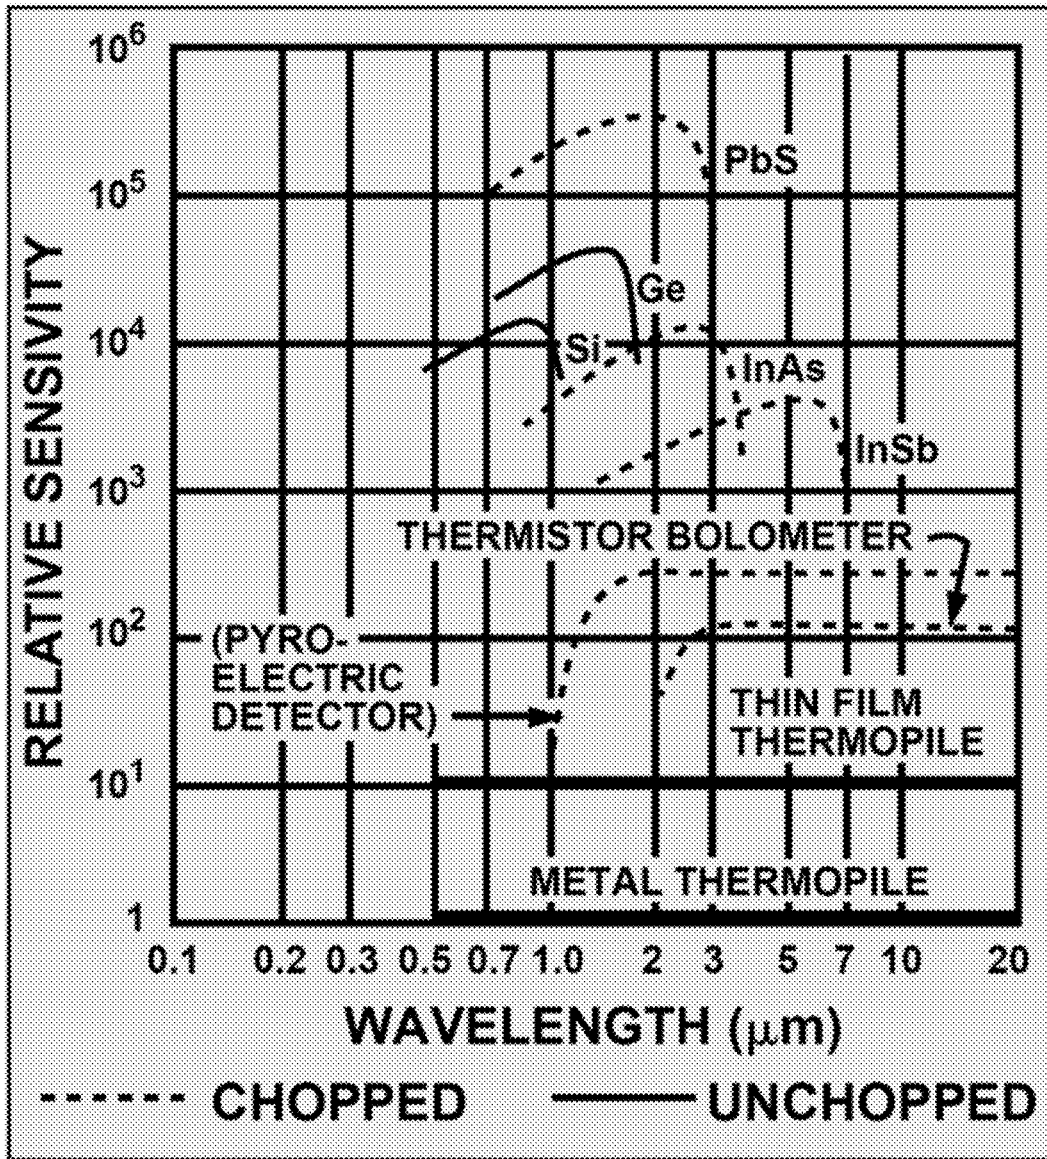 10⁶
PbS
10⁵
Ge
10⁴
Si
InAs
InSb
10³
THERMISTOR BOLOMETER
10²
(PYRO-
ELECTRIC
DETECTOR)
THIN FILM
THERMOPILE
10¹
METAL THERMOPILE
1
RELATIVE SENSIVITY
0.1 0.2 0.3 0.5 0.7 1.0 2 3 5 7 10 20
WAVELENGTH (μm)
CHOPPED UNCHOPPED